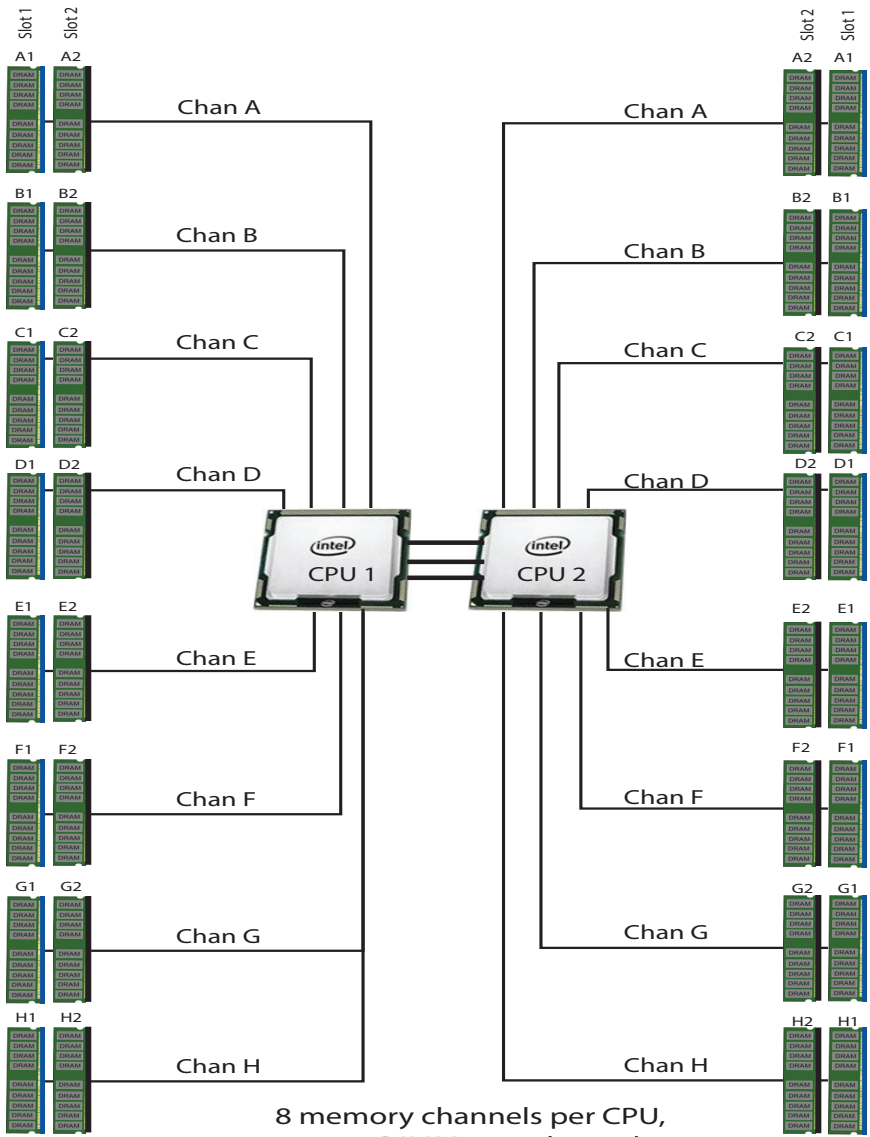 Slot 1 Slot 2
Slot 2 Slot 1
A1 A2
Chan A
DRAM
Chan A
A2 A1
B1 B2
Chan B
Chan B
B2 B1
C1 C2
Chan C
Chan C
C2 C1
D1 D2
Chan D
Chan D
D2 D1
intel
CPU 1
intel
CPU 2
E1 E2
Chan E
Chan E
E2 E1
F1 F2
Chan F
Chan F
F2 F1
G1 G2
Chan G
Chan G
G2 G1
H1 H2
Chan H
Chan H
H2 H1
8 memory channels per CPU,